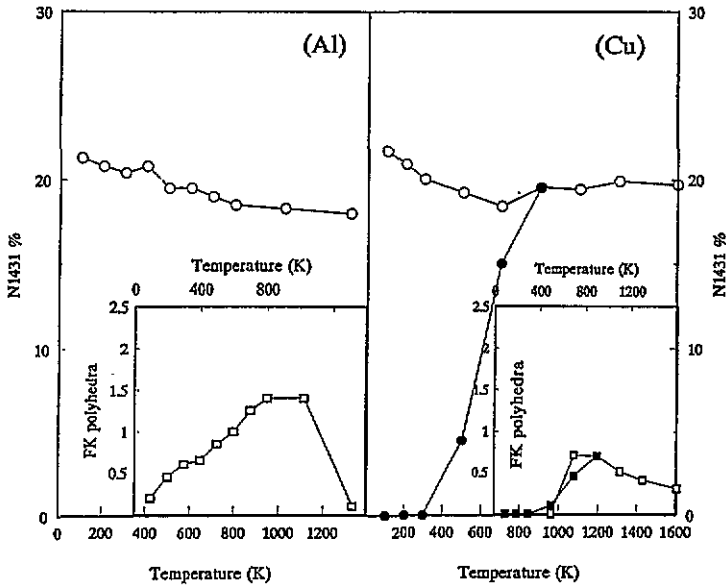 30
(Al)
(Cu)
30
20
20
N1431 %
N1431 %
Temperature (K)
0 400 800
Temperature (K)
0 400 800 1200
10
10
2.5
2
1.5
1
0.5
FK polyhedra
2.5
2
1.5
1
0.5
FK polyhedra
0
0
0 200 400 600 800 1000 1200
0 200 400 600 800 1000 1200 1400 1600
Temperature (K)
Temperature (K)